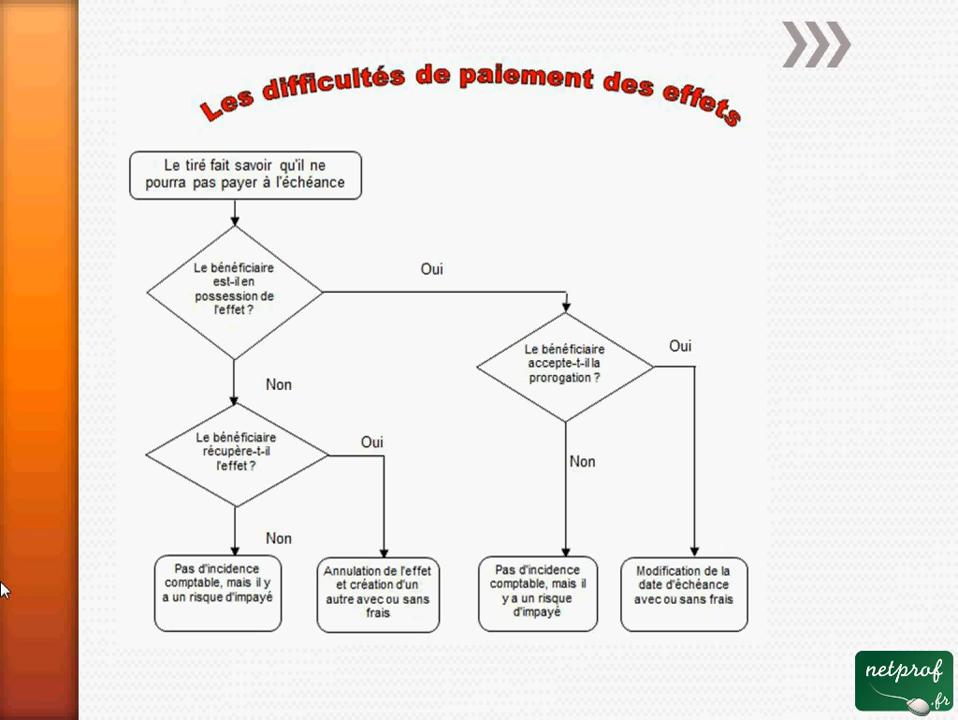 Les difficultés de paiement des effets
Le tiré fait savoir qu'il ne
pourra pas payer à l'échéance
Le bénéficiaire
est-il en
possession de
l'effet ?
Oui
Le bénéficiaire
accepte-t-il la
prorogation ?
Oui
Non
Le bénéficiaire
récupère-t-il
l'effet ?
Oui
Non
Non
Pas d'incidence
comptable, mais il y
a un risque d'impayé
Annulation de l'effet
et création d'un
autre avec ou sans
frais
Pas d'incidence
comptable, mais il
y a un risque
d'impayé
Modification de la
date d'échéance
avec ou sans frais
netprof
.fr